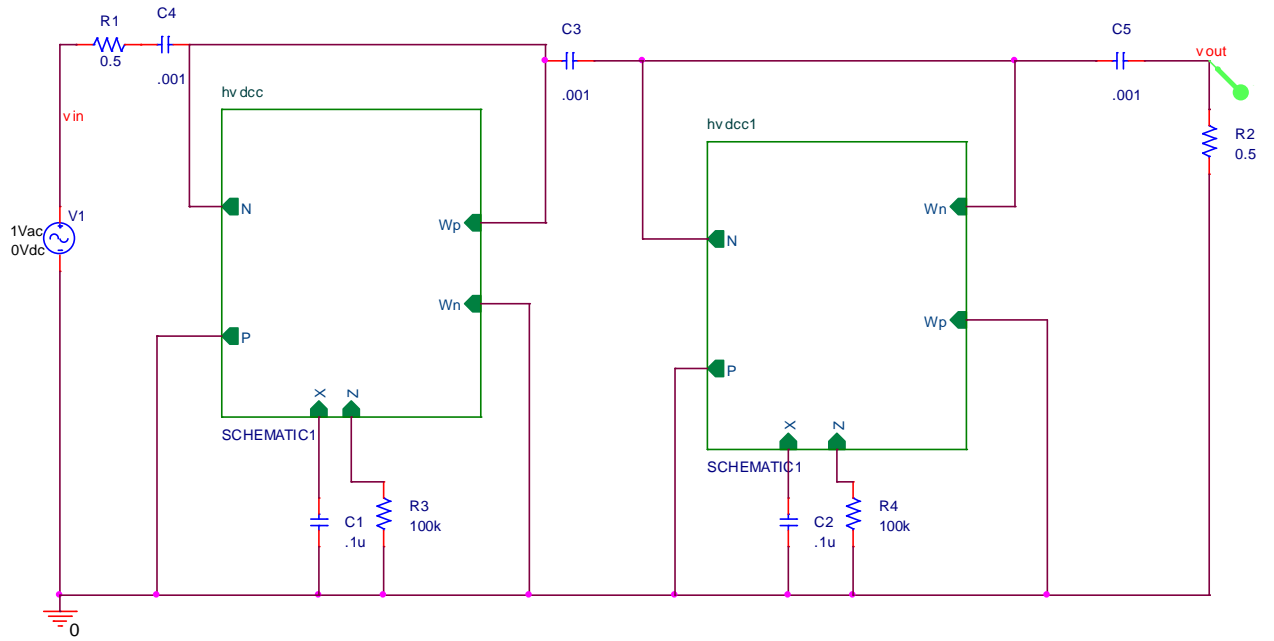 R1
0.5
C4
.001
C3
.001
C5
.001
vout
R2
0.5
vin
V1
1Vac
0Vdc
hvdcc
N
Wp
Wn
P
X
Z
SCHEMATIC1
hvdcc1
N
Wn
Wp
P
X
Z
SCHEMATIC1
C1
.1u
R3
100k
C2
.1u
R4
100k
0